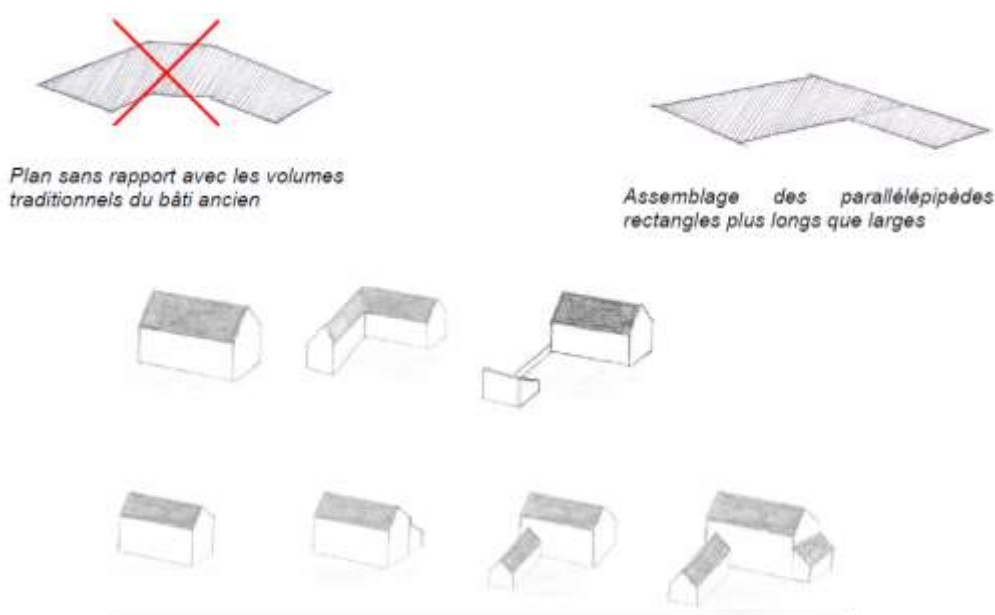 Plan sans rapport avec les volumes
traditionnels du bâti ancien
Assemblage des parallélépipèdes
rectangles plus longs que larges